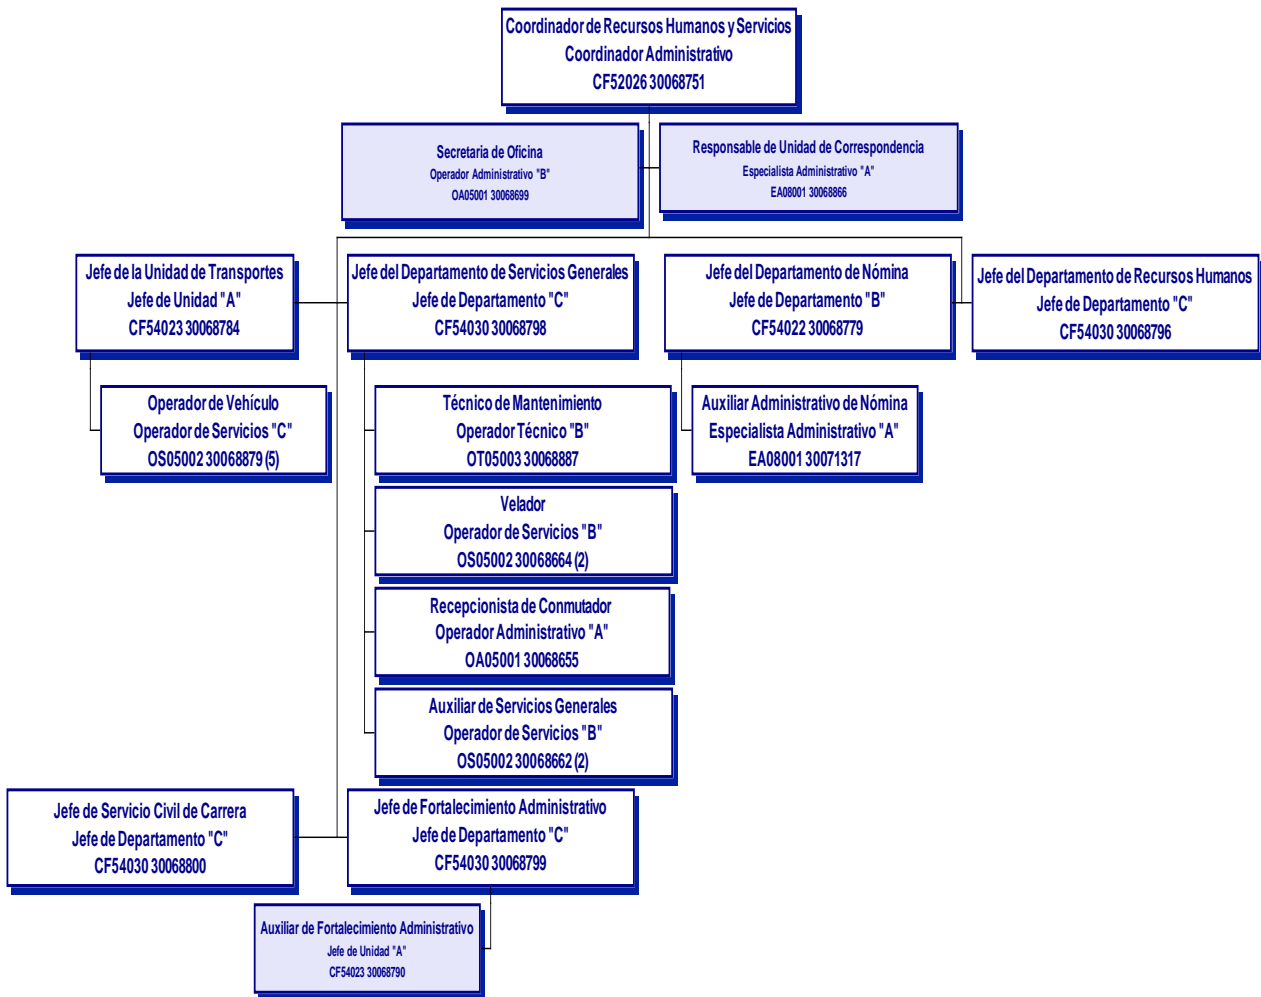 Coordinador de Recursos Humanos y Servicios
Coordinador Administrativo
CF52026 30068751
Secretaria de Oficina
Operador Administrativo "B"
OA05001 30068699
Responsable de Unidad de Correspondencia
Especialista Administrativo "A"
EA08001 30068866
Jefe de la Unidad de Transportes
Jefe de Unidad "A"
CF54023 30068784
Jefe del Departamento de Servicios Generales
Jefe de Departamento "C"
CF54030 30068798
Jefe del Departamento de Nómina
Jefe de Departamento "B"
CF54022 30068779
Jefe del Departamento de Recursos Humanos
Jefe de Departamento "C"
CF54030 30068796
Operador de Vehículo
Operador de Servicios "C"
OS05002 30068879 (5)
Técnico de Mantenimiento
Operador Técnico "B"
OT05003 30068887
Auxiliar Administrativo de Nómina
Especialista Administrativo "A"
EA08001 30071317
Velador
Operador de Servicios "B"
OS05002 30068664 (2)
Recepcionista de Conmutador
Operador Administrativo "A"
OA05001 30068655
Auxiliar de Servicios Generales
Operador de Servicios "B"
OS05002 30068662 (2)
Jefe de Servicio Civil de Carrera
Jefe de Departamento "C"
CF54030 30068800
Jefe de Fortalecimiento Administrativo
Jefe de Departamento "C"
CF54030 30068799
Auxiliar de Fortalecimiento Administrativo
Jefe de Unidad "A"
CF54023 30068790